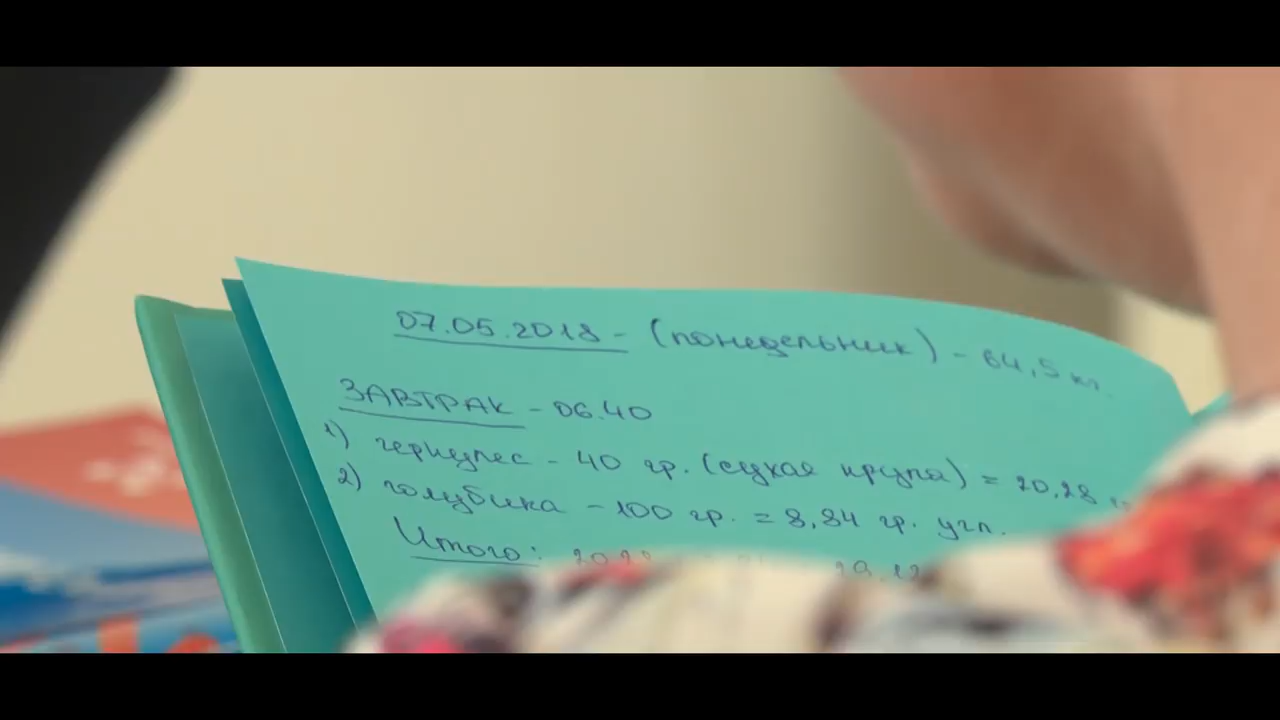 07.05.2018 - (понедельник) - 64,5 кг.
ЗАВТРАК - 06.40
1) геркулес - 40 гр. (сухая крупа) = 20,28
2) голубика - 100 гр. = 8,84 гр. угл.
Итого: